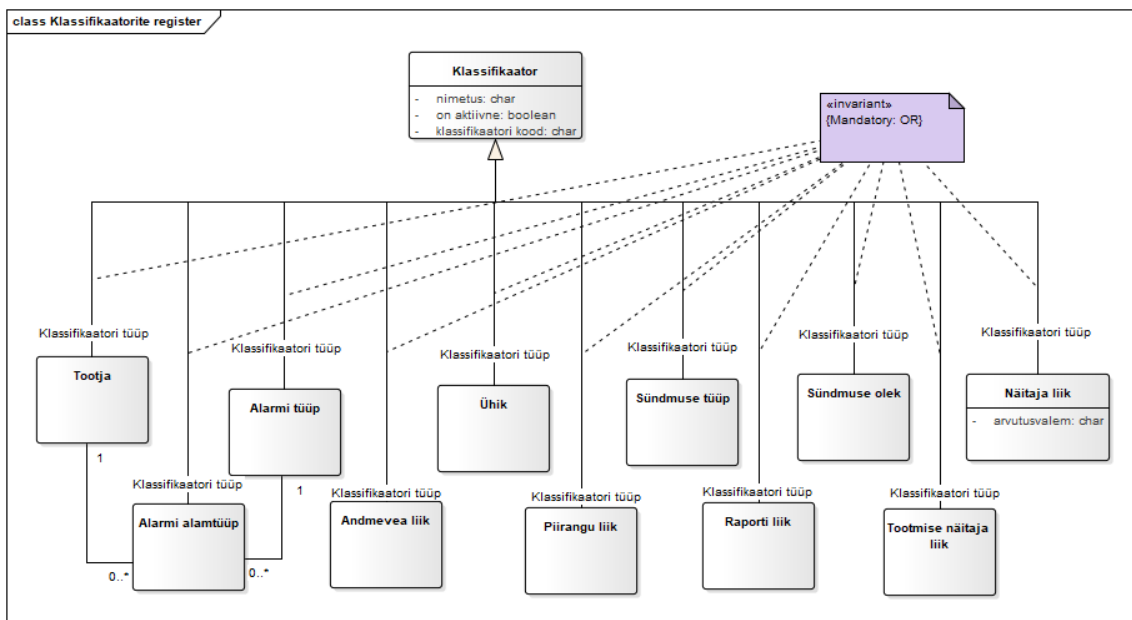 class Klassifikaatorite register
Klassifikaator
- nimetus: char
- on aktiivne: boolean
- klassifikaatori kood: char
«invariant»
{Mandatory: OR}
Klassifikaatori tüüp
Tootja
1
Klassifikaatori tüüp
Alarmi tüüp
1
Klassifikaatori tüüp
Ühik
Klassifikaatori tüüp
Sündmuse tüüp
Klassifikaatori tüüp
Sündmuse olek
Klassifikaatori tüüp
Näitaja liik
- arvutusvalem: char
Klassifikaatori tüüp
Alarmi alamtüüp
0..*
0..*
Klassifikaatori tüüp
Andmevea liik
Klassifikaatori tüüp
Piirangu liik
Klassifikaatori tüüp
Raporti liik
Klassifikaatori tüüp
Tootmise näitaja
liik